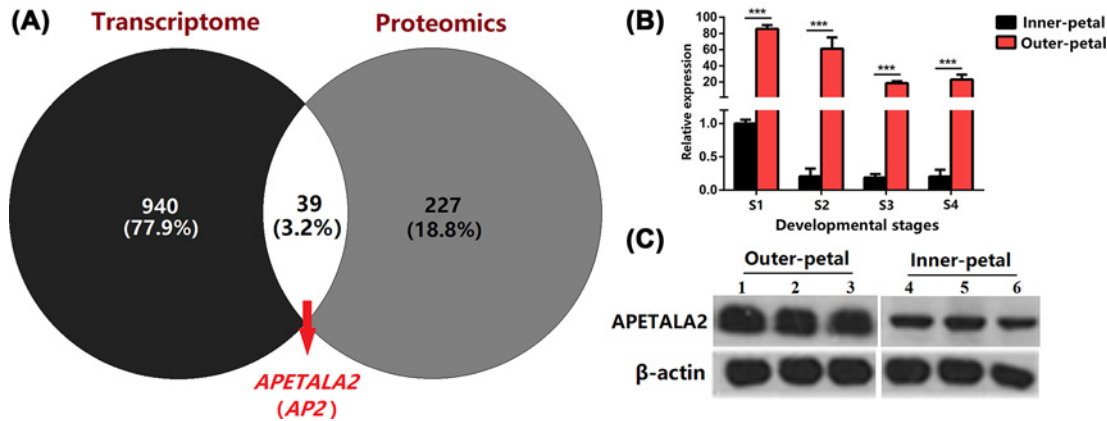 (A)
Transcriptome
Proteomics
940
(77.9%)
39
(3.2%)
227
(18.8%)
APETALA2
(AP2)
(B)
Inner-petal
Outer-petal
Relative expression
100
80
60
40
20
1.0
0.5
0.0
*** *** *** ***
S1 S2 S3 S4
Developmental stages
(C)
Outer-petal Inner-petal
1 2 3 4 5 6
APETALA2
β-actin